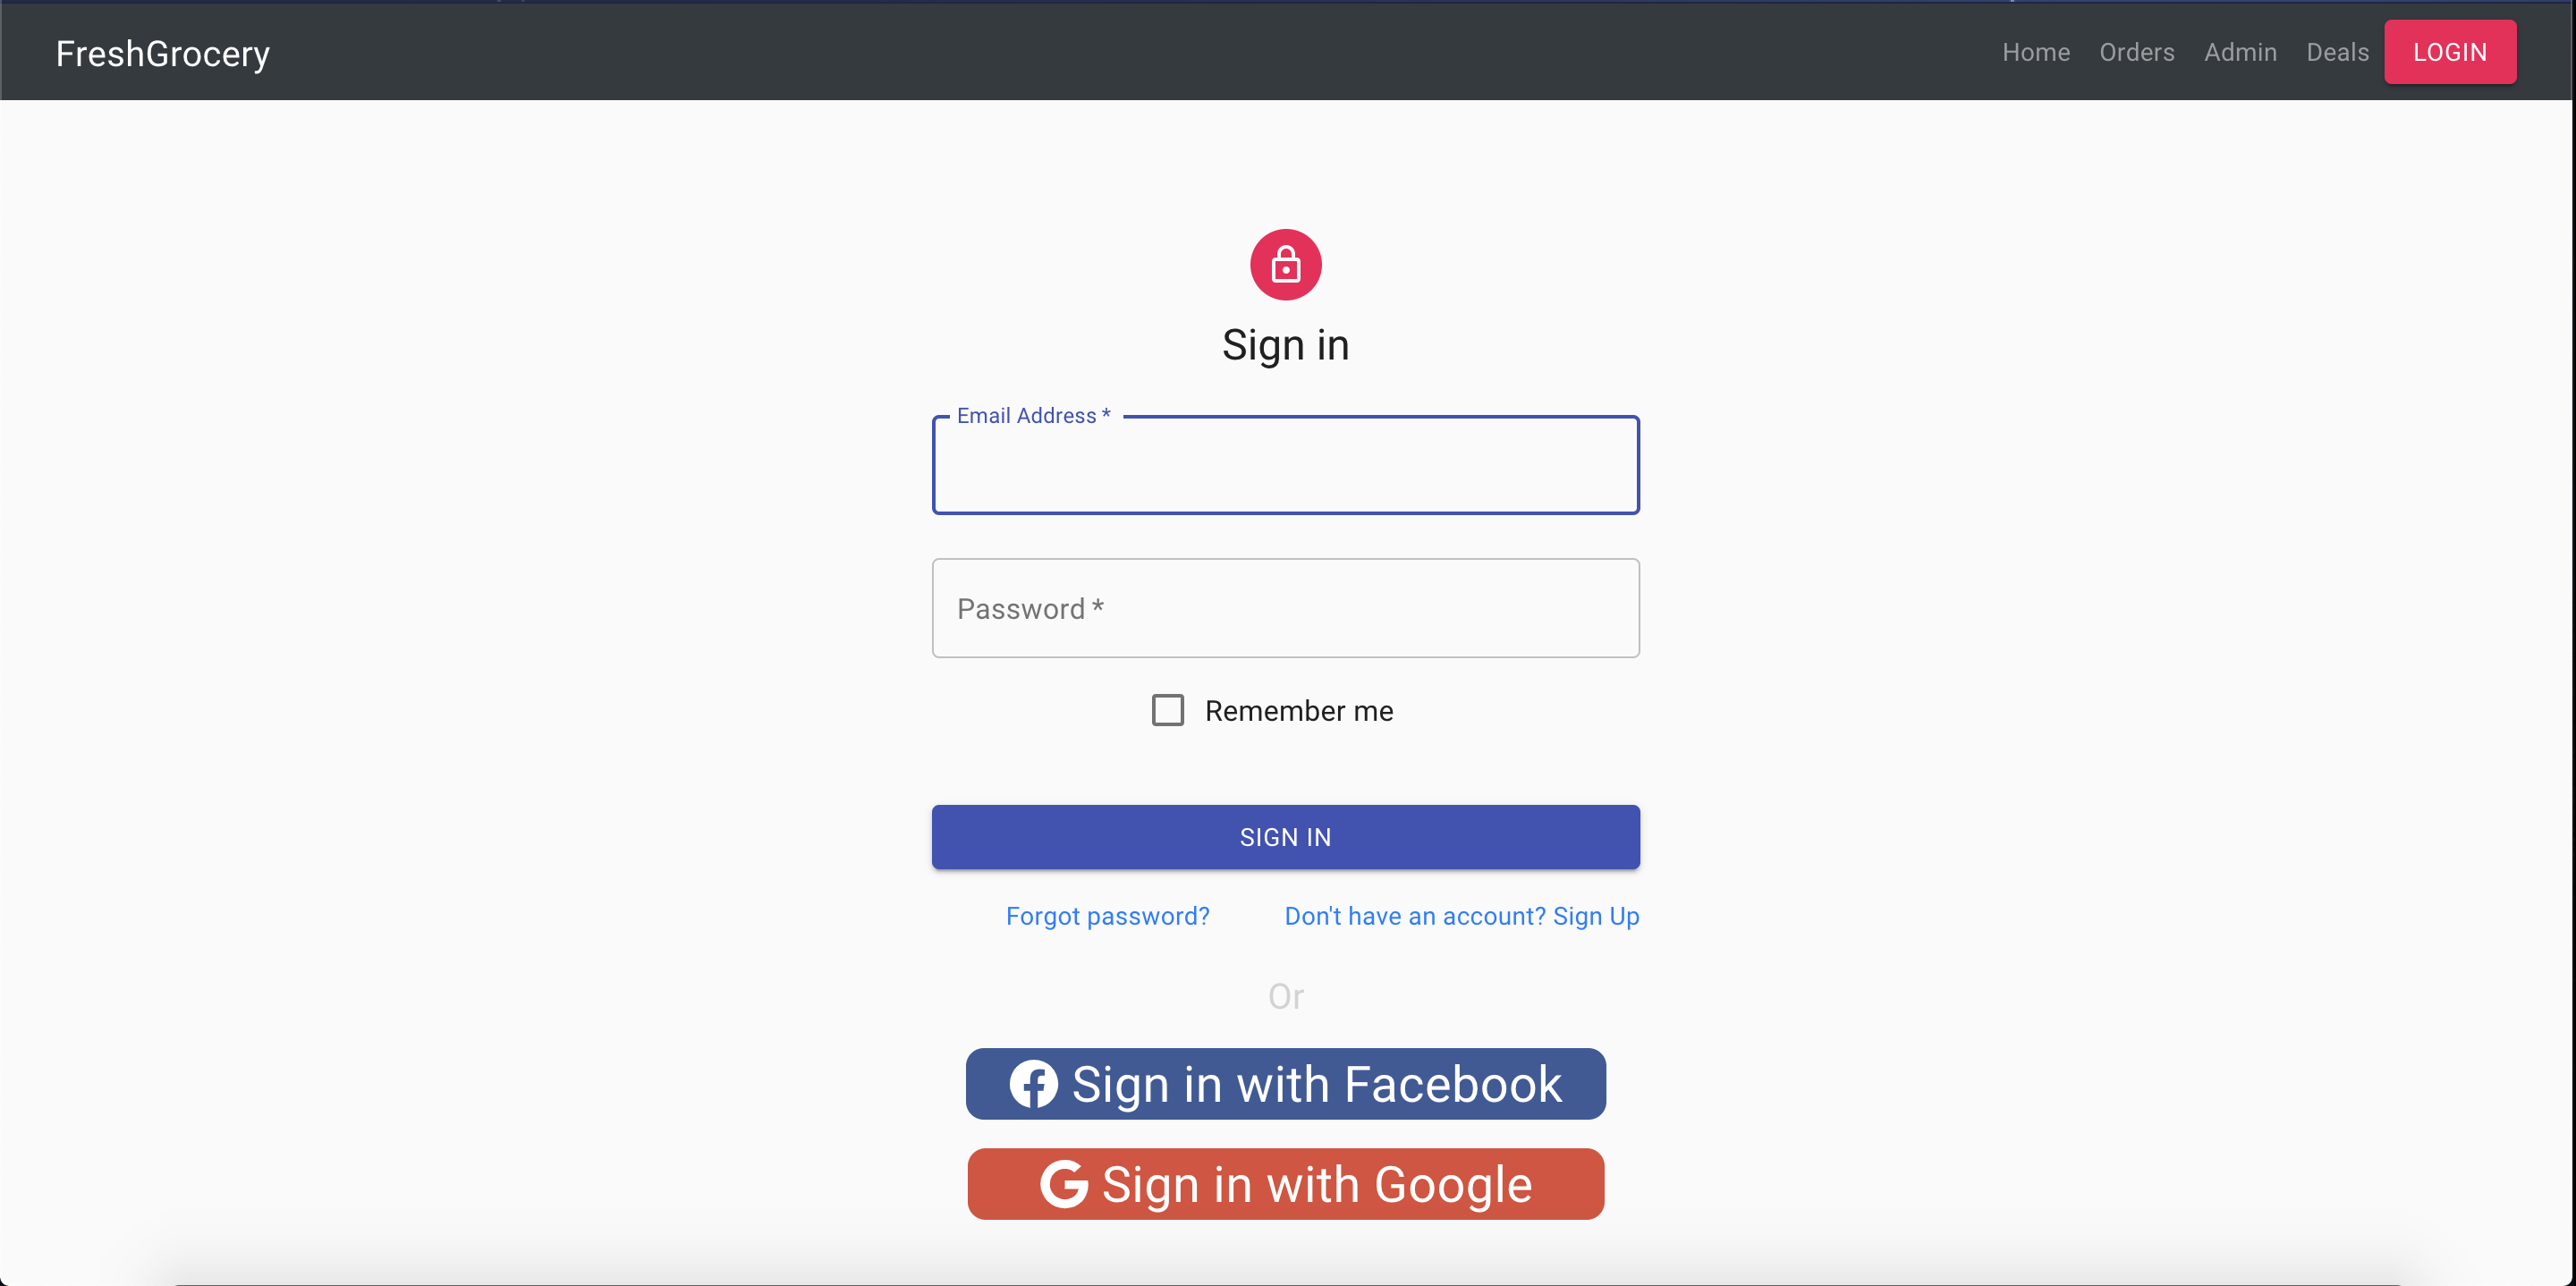 FreshGrocery Home Orders Admin Deals LOGIN
Sign in
Email Address *
Password *
Remember me
SIGN IN
Forgot password? Don't have an account? Sign Up
Or
Sign in with Facebook
Sign in with Google